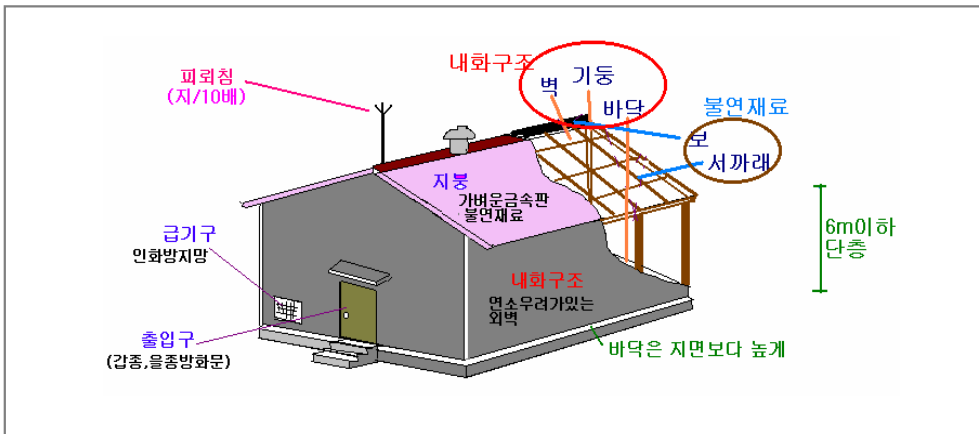 내화구조
기둥
벽
바닥
피뢰침
(지/10배)
불연재료
보
서까래
지붕
가벼운금속판
불연재료
6m이하
단층
급기구
인화방지망
내화구조
연소우려가있는
외벽
출입구
(갑종,을종방화문)
바닥은 지면보다 높게